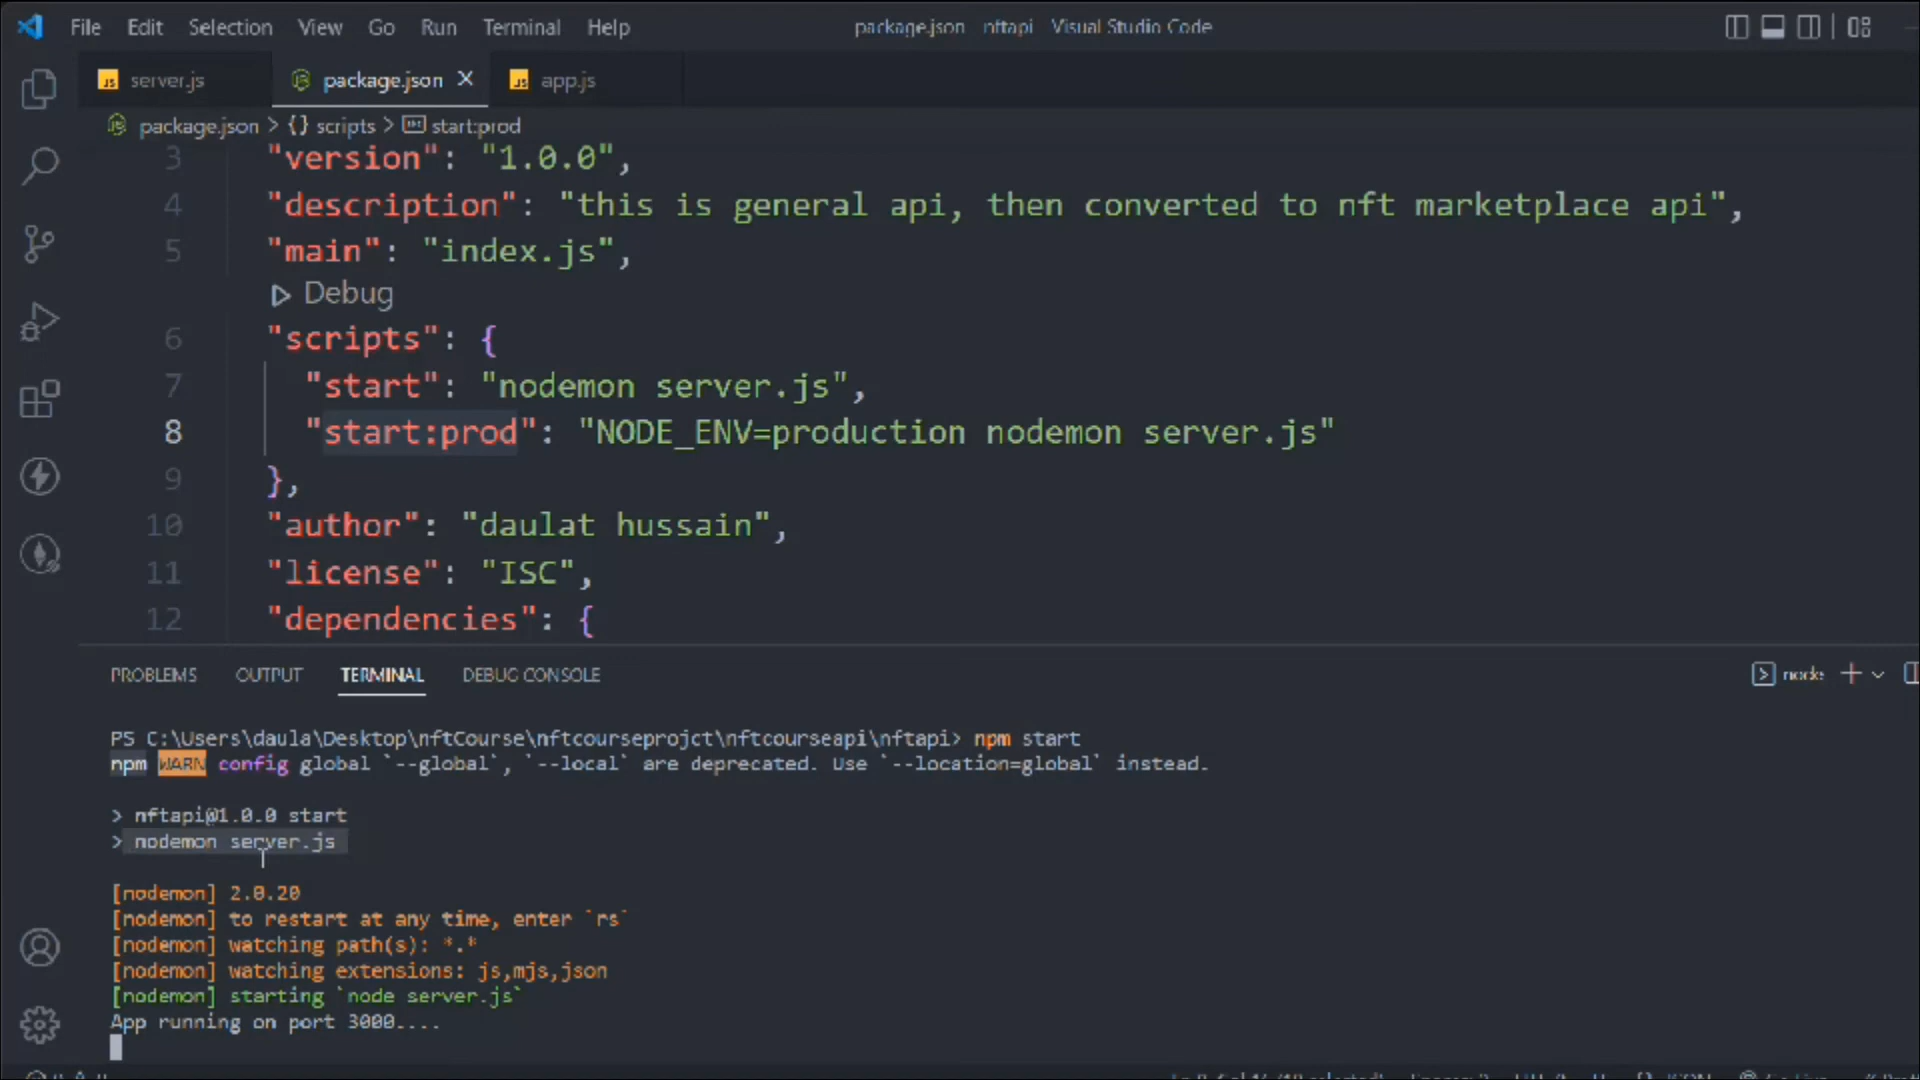 File Edit Selection View Go Run Terminal Help package.json nftapi Visual Studio Code
JS server.js package.json × JS app.js
package.json > {} scripts > abc start:prod
3 "version": "1.0.0",
4 "description": "this is general api, then converted to nft marketplace api",
5 "main": "index.js",
Debug
6 "scripts": {
7 "start": "nodemon server.js",
8 "start:prod": "NODE_ENV=production nodemon server.js"
9 },
10 "author": "daulat hussain",
11 "license": "ISC",
12 "dependencies": {
PROBLEMS OUTPUT TERMINAL DEBUG CONSOLE node
PS C:\Users\daula\Desktop\nftCourse\nftcourseprojct\nftcourseapi\nftapi> npm start
npm WARN config global `--global`, `--local` are deprecated. Use `--location=global` instead.
> nftapi@1.0.0 start
> nodemon server.js
[nodemon] 2.0.20
[nodemon] to restart at any time, enter `rs`
[nodemon] watching path(s): *.*
[nodemon] watching extensions: js,mjs,json
[nodemon] starting `node server.js`
App running on port 3000....